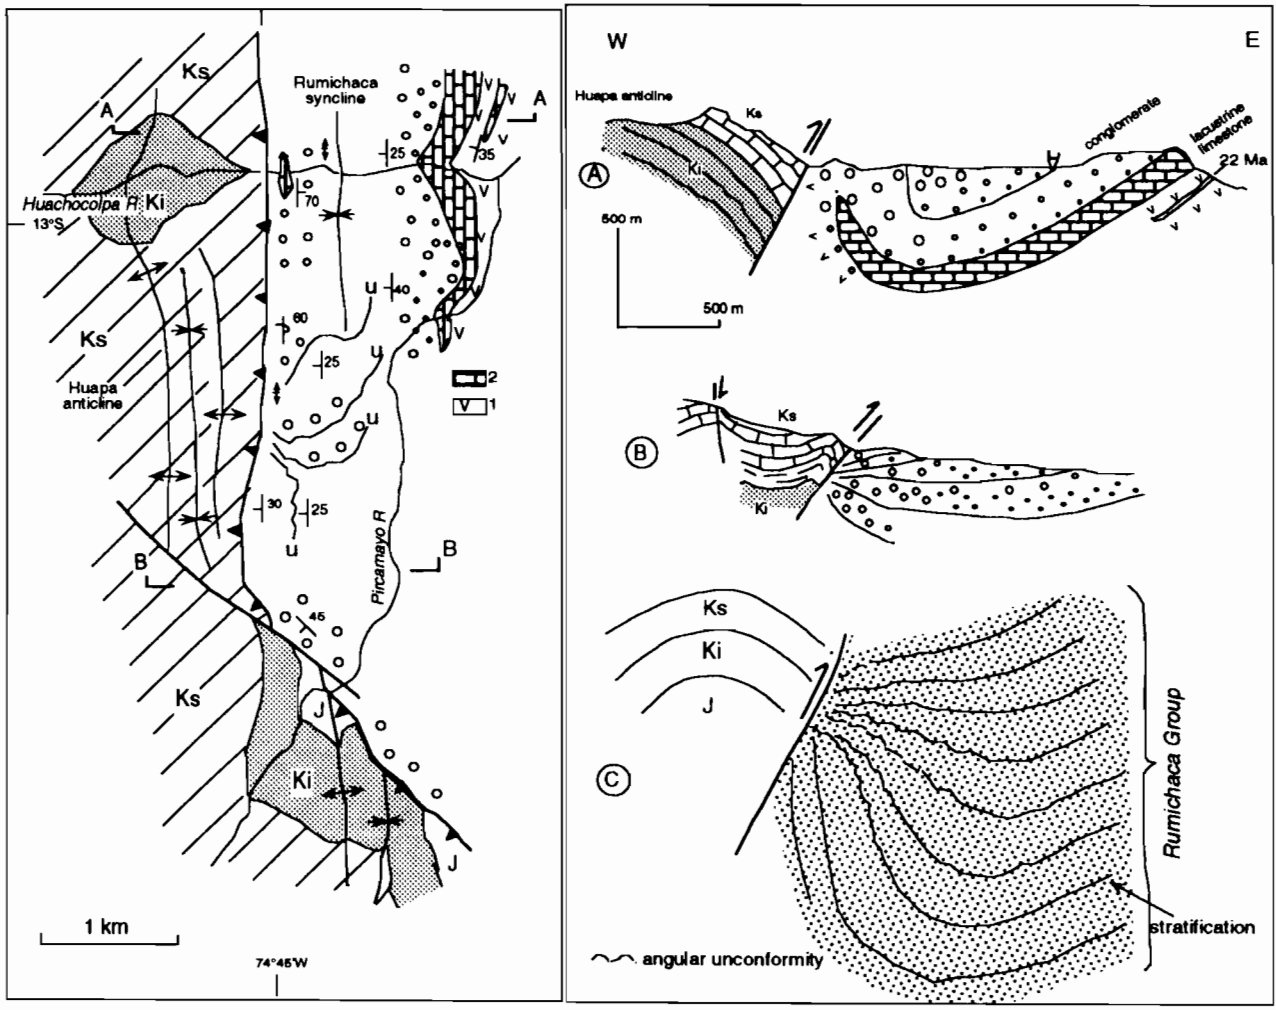 Ks
A
Rumichaca
syncline
A
25
35
Huachocolpa R
Ki
13°S
70
u
40
Ks
60
25
u
Huapa
anticline
2
V 1
u
30
25
u
B
B
Pircamayo R
45
Ks
J
Ki
J
1 km
74°45'W
W
E
Huapa anticline
Ks
conglomerate
lacustrine
limestone
22 Ma
A
Ki
500 m
500 m
Ks
B
Ki
Ks
Ki
J
C
Rumichaca Group
stratification
angular unconformity